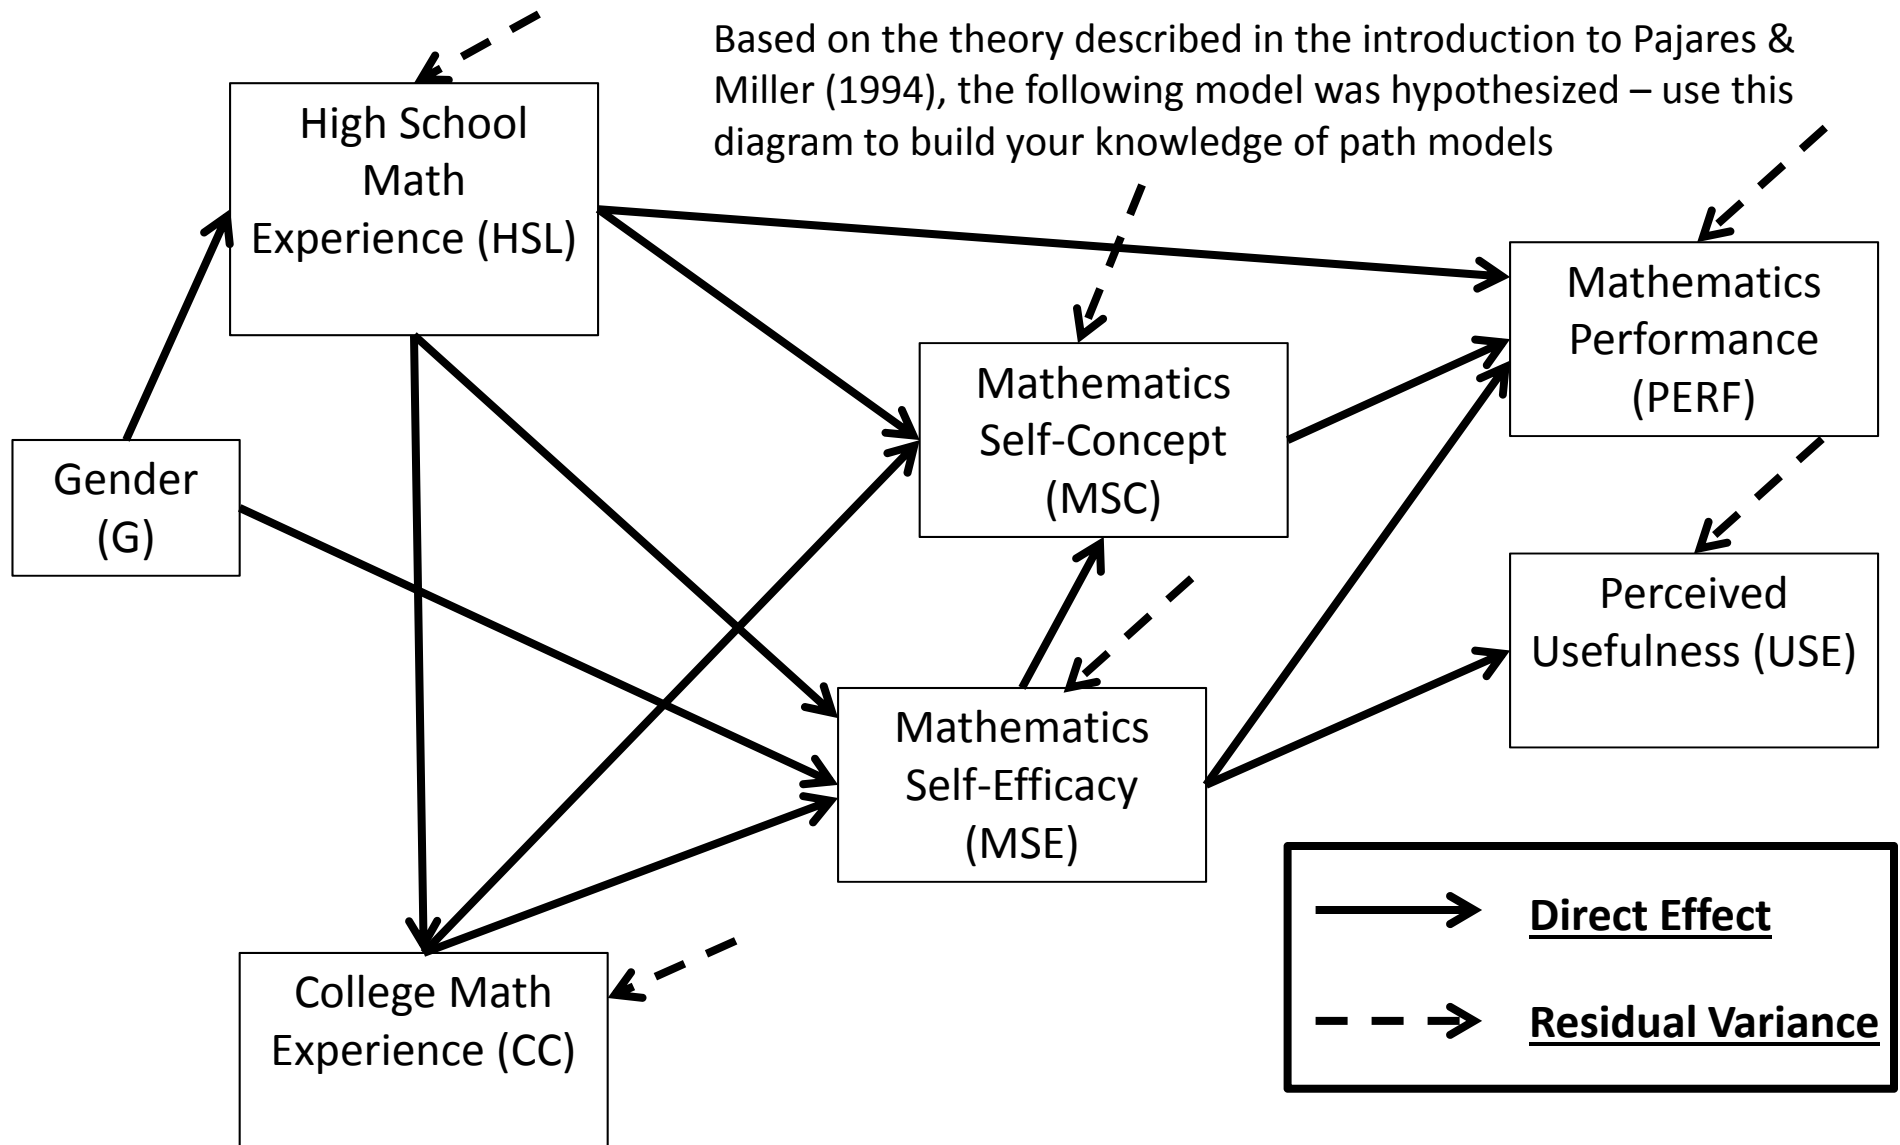 Based on the theory described in the introduction to Pajares &
Miller (1994), the following model was hypothesized – use this
diagram to build your knowledge of path models
High School
Math
Experience (HSL)
Mathematics
Performance
(PERF)
Mathematics
Self-Concept
(MSC)
Gender
(G)
Perceived
Usefulness (USE)
Mathematics
Self-Efficacy
(MSE)
College Math
Experience (CC)
Direct Effect
Residual Variance